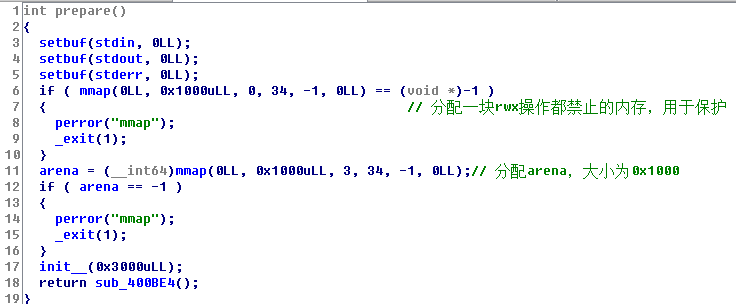 1 int prepare()
2 {
3   setbuf(stdin, 0LL);
4   setbuf(stdout, 0LL);
5   setbuf(stderr, 0LL);
6   if ( mmap(0LL, 0x1000uLL, 0, 34, -1, 0LL) == (void *)-1 )
7   {                                             // 分配一块rwx操作都禁止的内存，用于保护
8     perror("mmap");
9     _exit(1);
10   }
11   arena = (__int64)mmap(0LL, 0x1000uLL, 3, 34, -1, 0LL);// 分配arena，大小为0x1000
12   if ( arena == -1 )
13   {
14     perror("mmap");
15     _exit(1);
16   }
17   init__(0x3000uLL);
18   return sub_400BE4();
19 }